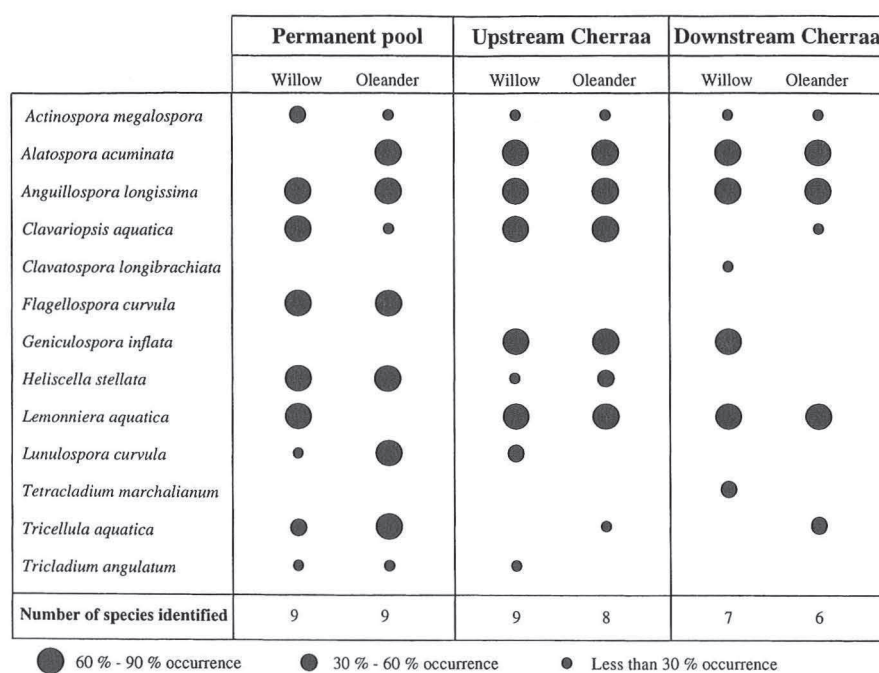 Permanent pool Upstream Cherraa Downstream Cherraa
Willow Oleander Willow Oleander Willow Oleander
Actinospora megalospora
Alatospora acuminata
Anguillospora longissima
Clavariopsis aquatica
Clavatospora longibrachiata
Flagellospora curvula
Geniculospora inflata
Heliscella stellata
Lemonniera aquatica
Lunulospora curvula
Tetracladium marchalianum
Tricellula aquatica
Tricladium angulatum
Number of species identified 9 9 9 8 7 6
60 % - 90 % occurrence 30 % - 60 % occurrence Less than 30 % occurrence